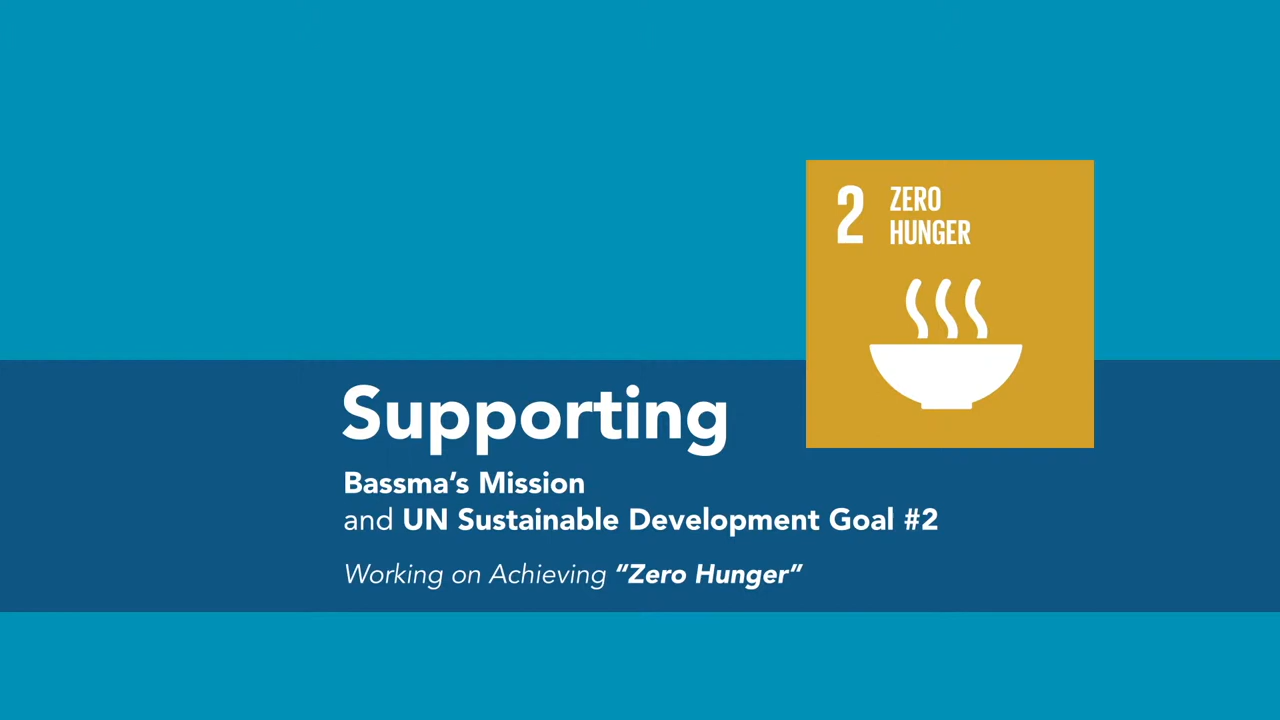 2 ZERO
HUNGER
Supporting
Bassma’s Mission
and UN Sustainable Development Goal #2
Working on Achieving “Zero Hunger”